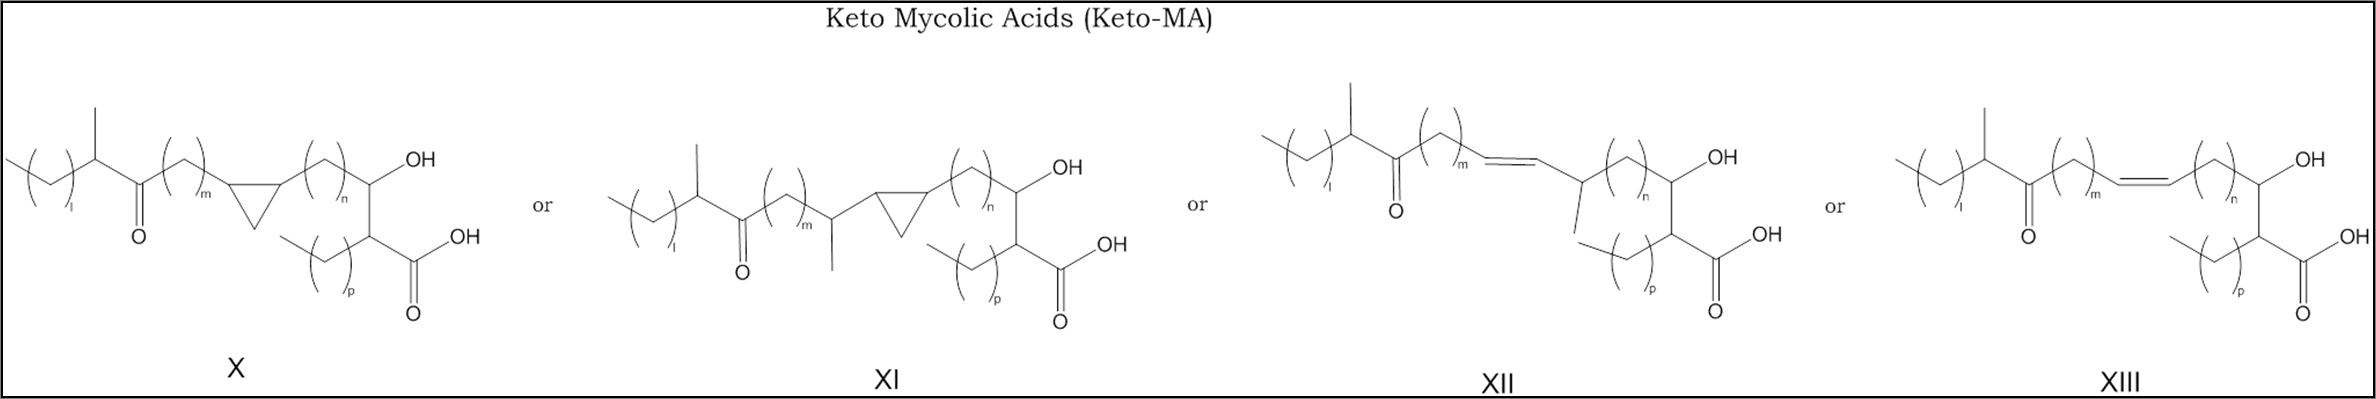 Keto Mycolic Acids (Keto-MA)
l O m n OH p OH O
or
l O m n OH p OH O
or
l O m n OH p OH O
or
l O m n OH p OH O
X
XI
XII
XIII